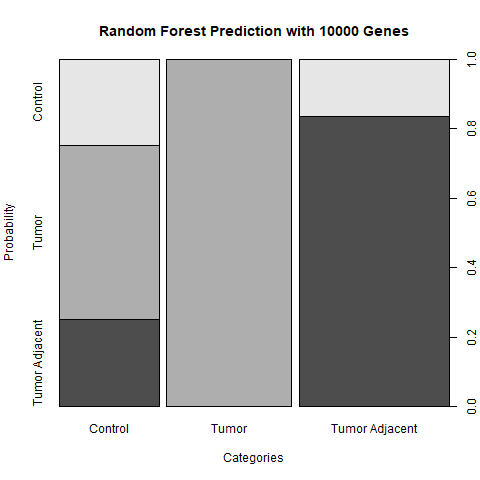 Random Forest Prediction with 10000 Genes
Probability
Control
Tumor
Tumor Adjacent
1.0
0.8
0.6
0.4
0.2
0.0
Control
Tumor
Tumor Adjacent
Categories